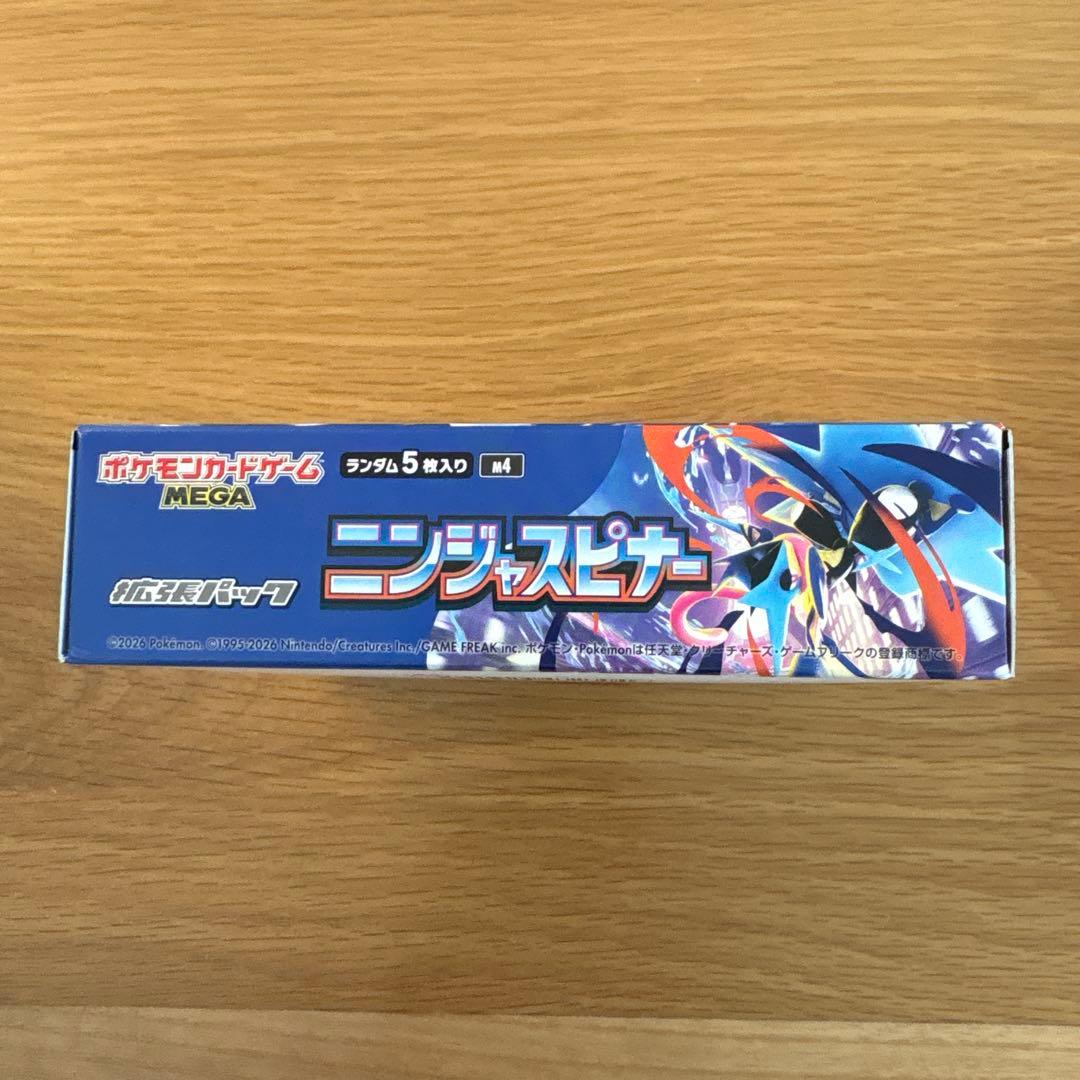 ポケモンカードゲーム
MEGA
ランダム5枚入り
M4
拡張パック
ニンジャスピナー
©2026 Pokémon. ©1995-2026 Nintendo/Creatures Inc./GAME FREAK inc. ポケモン・Pokémonは任天堂・クリーチャーズ・ゲームフリークの登録商標です。